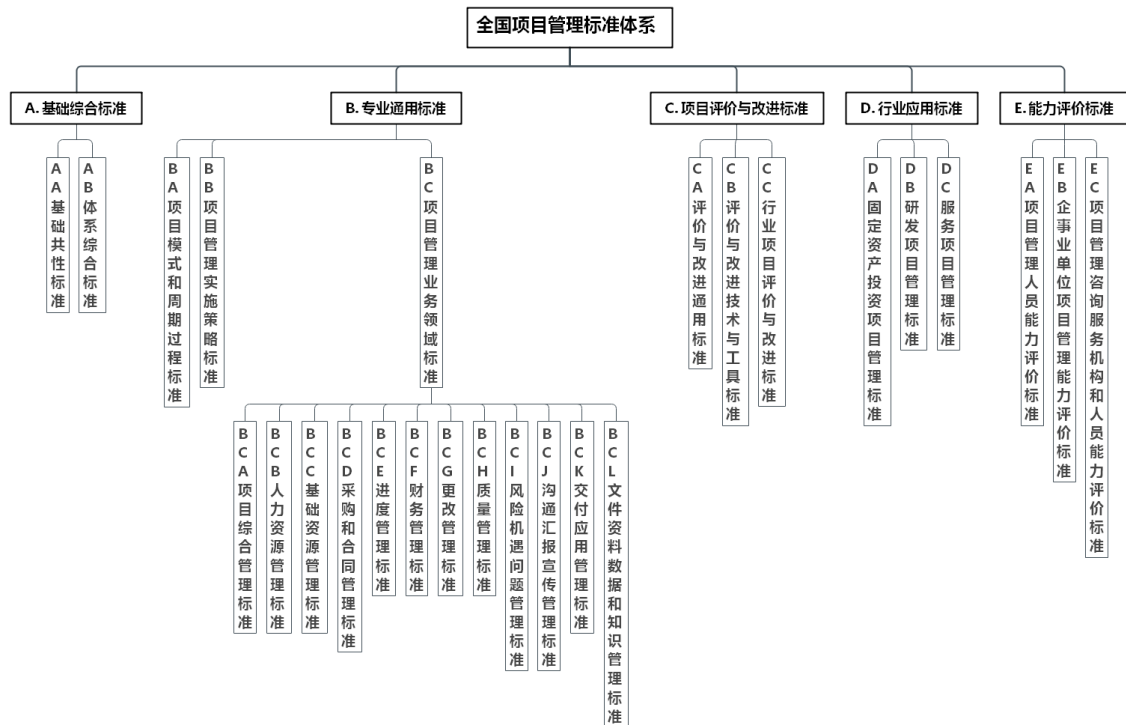 全国项目管理标准体系
A.基础综合标准
B.专业通用标准
C.项目评价与改进标准
D.行业应用标准
E.能力评价标准
AA基础共性标准
AB体系综合标准
BA项目模式和周期过程标准
BB项目管理实施策略标准
BC项目管理业务领域标准
CA评价与改进通用标准
CB评价与改进技术与工具标准
CC行业项目评价与改进标准
DA固定资产投资项目管理标准
DB研发项目管理标准
DC服务项目管理标准
EA项目管理人员能力评价标准
EB企事业单位项目管理能力评价标准
EC项目管理咨询服务机构和人员能力评价标准
BCA项目综合管理标准
BCB人力资源管理标准
BCC基础资源管理标准
BCD采购和合同管理标准
BCE进度管理标准
BCF财务管理标准
BCG更改管理标准
BCH质量管理标准
BCI风险机遇问题管理标准
BCJ沟通汇报宣传管理标准
BCK交付应用管理标准
BCL文件资料数据和知识管理标准